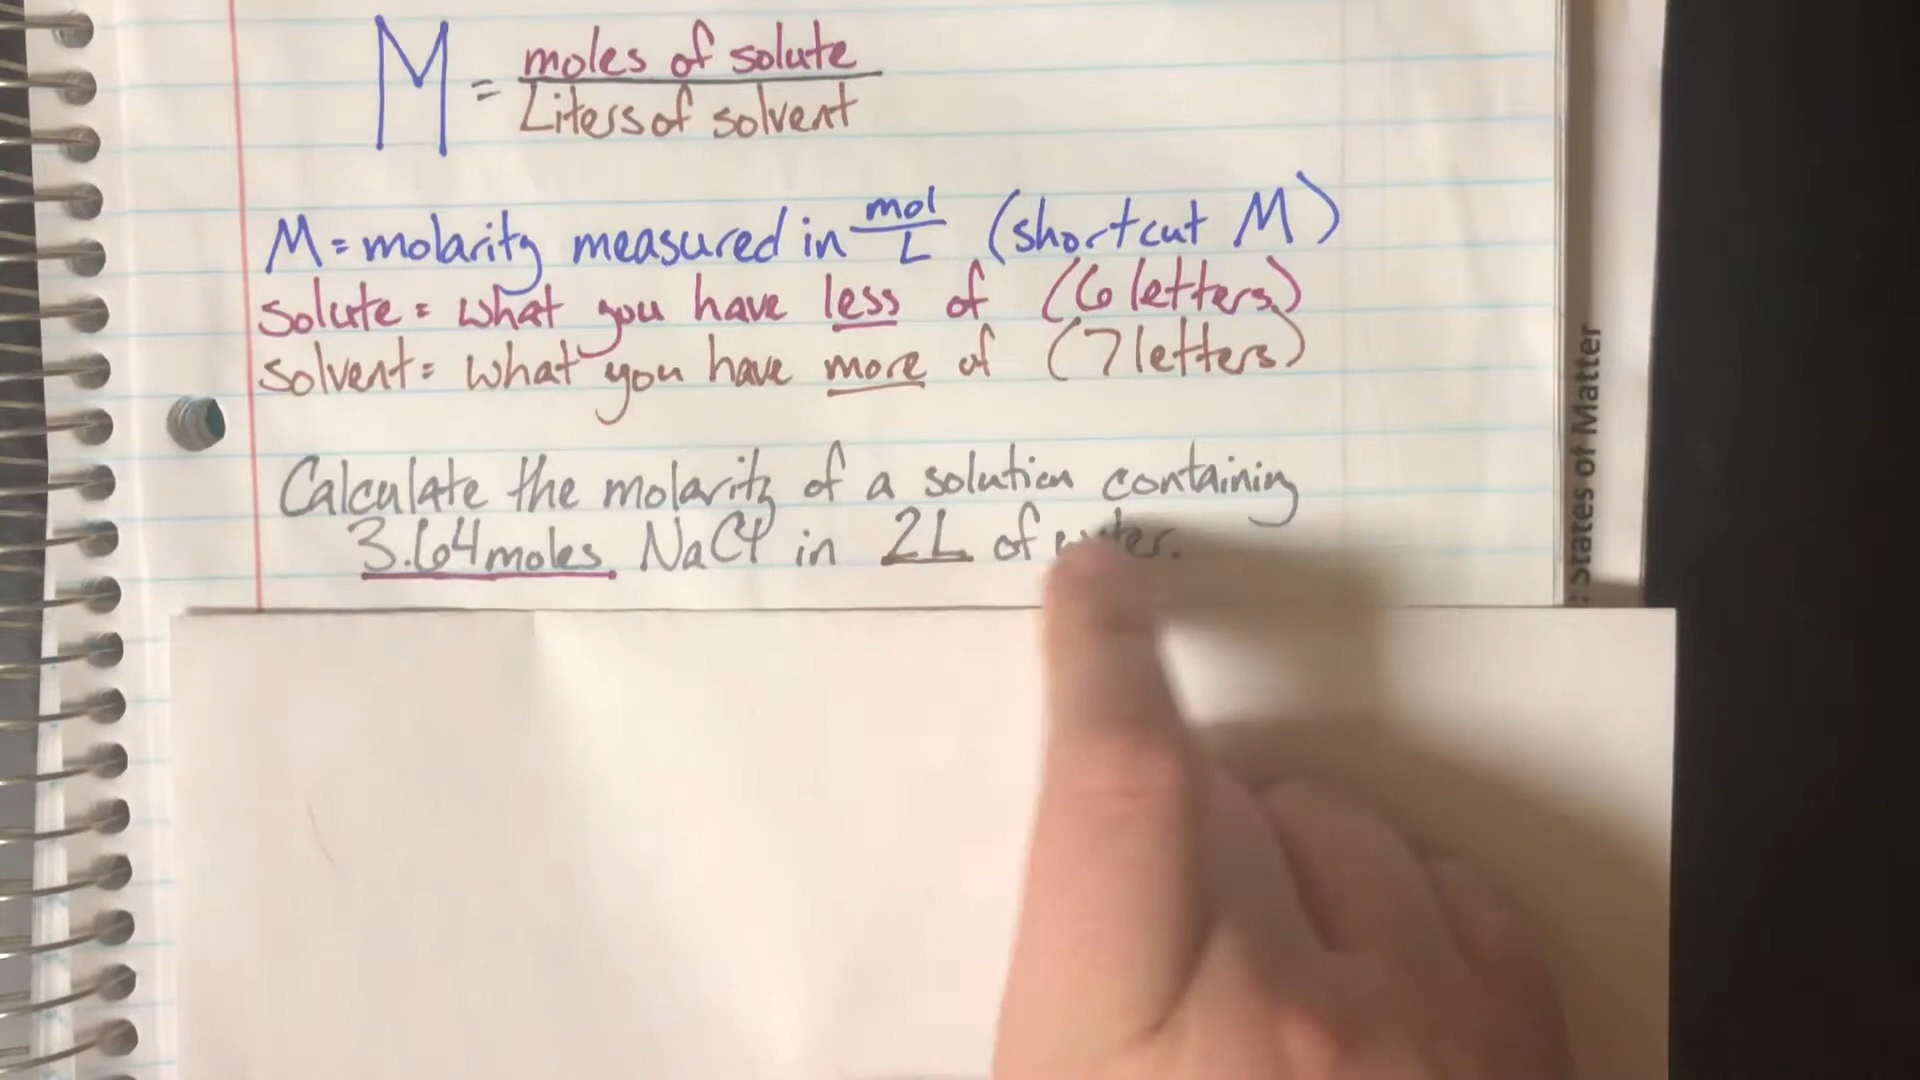 M = moles of solute
Liters of solvent
M = molarity measured in mol/L (shortcut M)
solute = what you have less of (6 letters)
solvent = what you have more of (7 letters)
Calculate the molarity of a solution containing
3.64 moles NaCl in 2L of water.
States of Matter